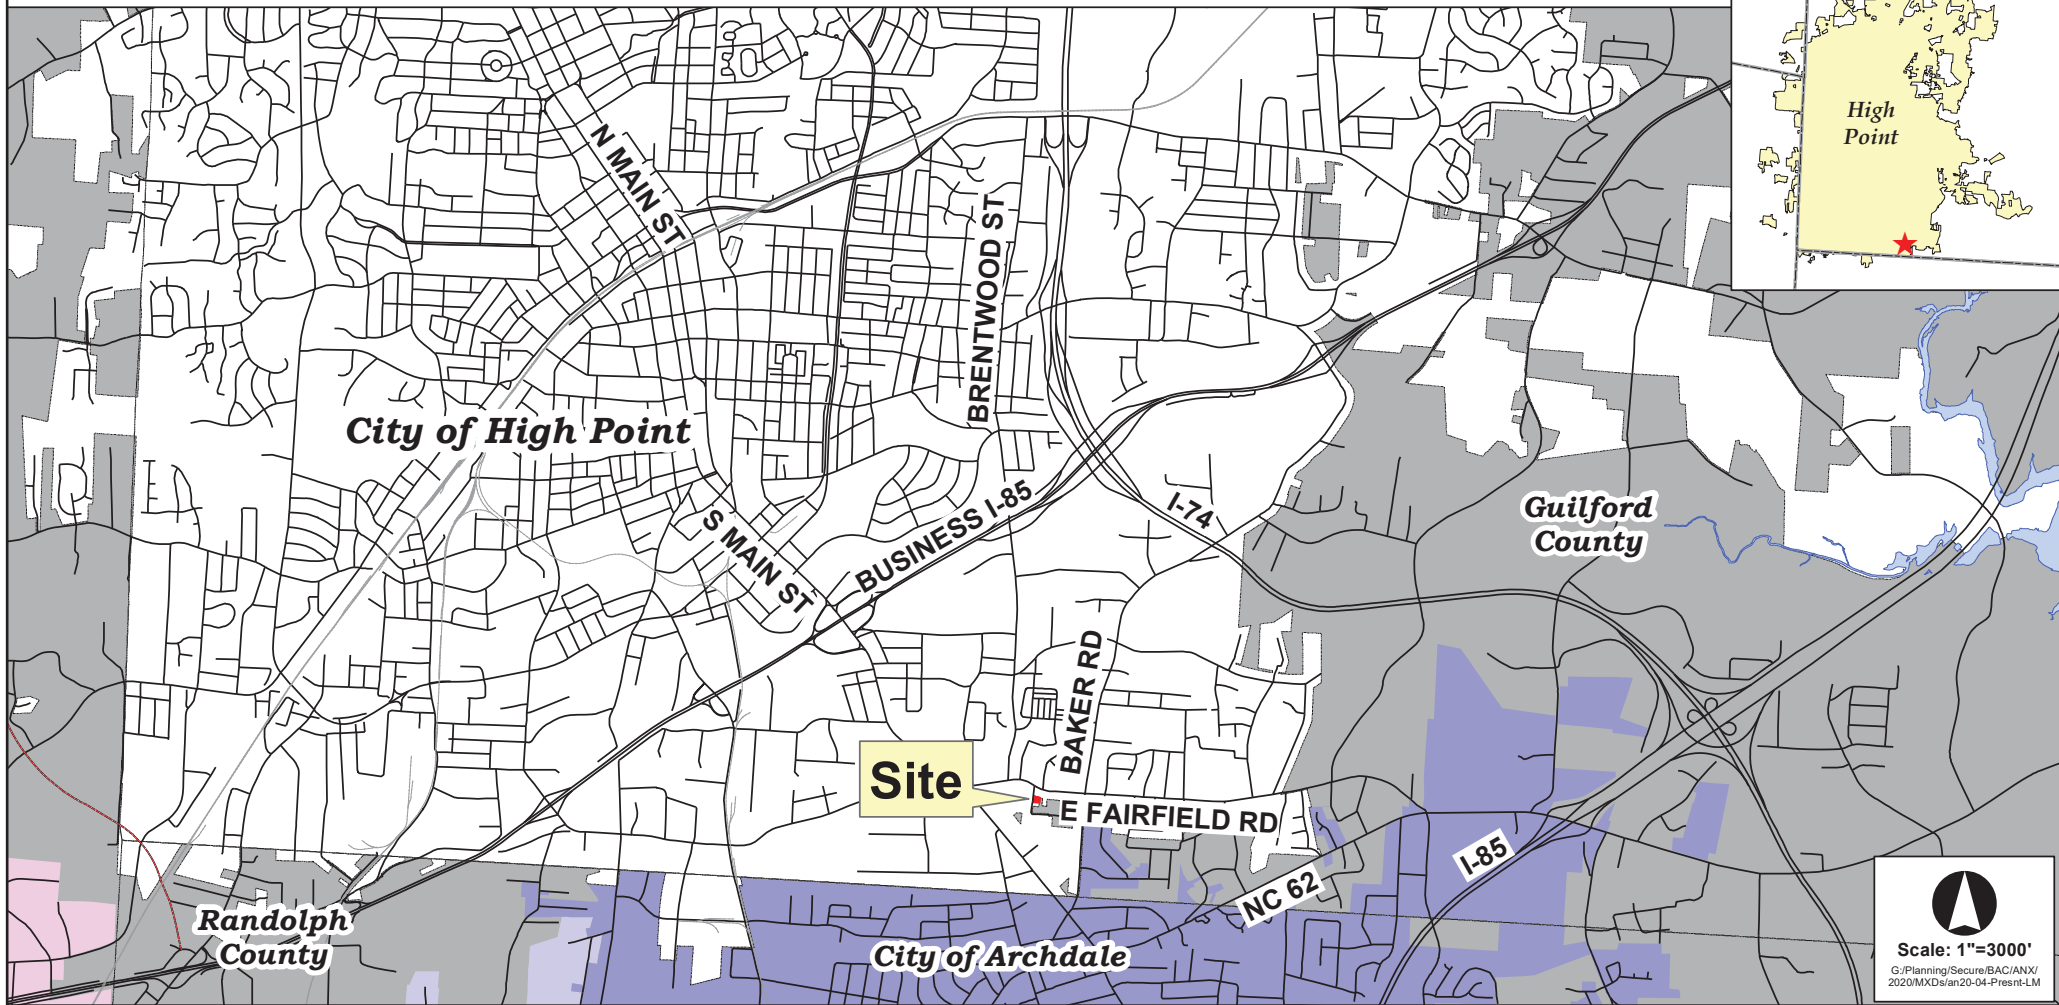 High
Point
N MAIN ST
BRENTWOOD ST
City of High Point
S MAIN ST
BUSINESS I-85
I-74
Guilford
County
BAKER RD
Site
E FAIRFIELD RD
I-85
NC 62
Randolph
County
City of Archdale
Scale: 1"=3000'
G:/Planning/Secure/BAC/ANX/
2020/MXDs/an20-04-Presnt-LM